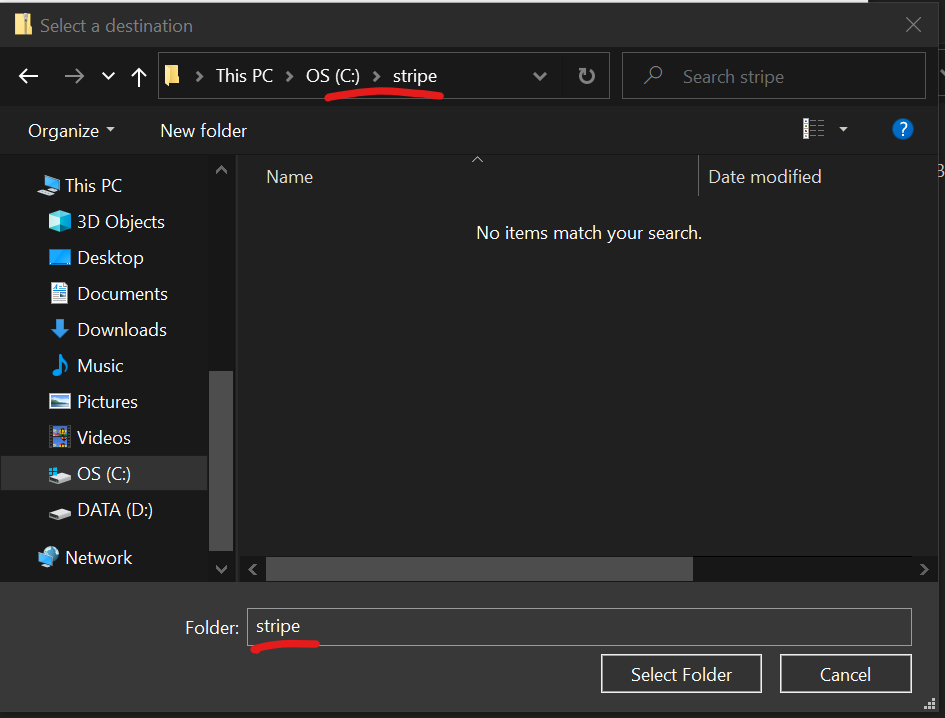 Select a destination
This PC > OS (C:) > stripe
Search stripe
Organize
New folder
?
Name
Date modified
This PC
3D Objects
Desktop
Documents
Downloads
Music
Pictures
Videos
OS (C:)
DATA (D:)
Network
No items match your search.
Folder: stripe
Select Folder
Cancel